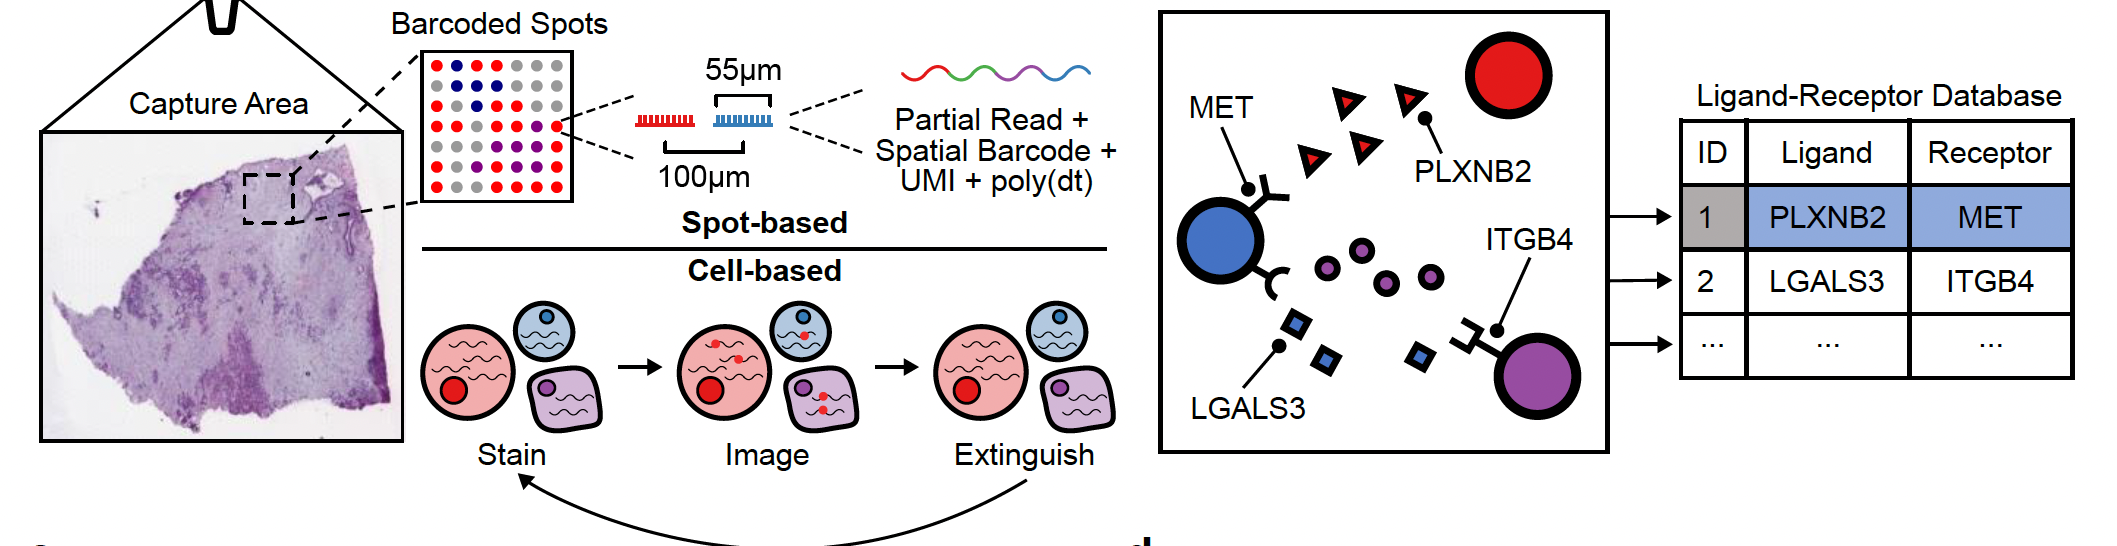 Barcoded Spots
Capture Area
55µm
100µm
Partial Read +
Spatial Barcode +
UMI + poly(dt)
Spot-based
Cell-based
Stain
Image
Extinguish
MET
PLXNB2
ITGB4
LGALS3
Ligand-Receptor Database
ID Ligand Receptor
1 PLXNB2 MET
2 LGALS3 ITGB4
... ... ...